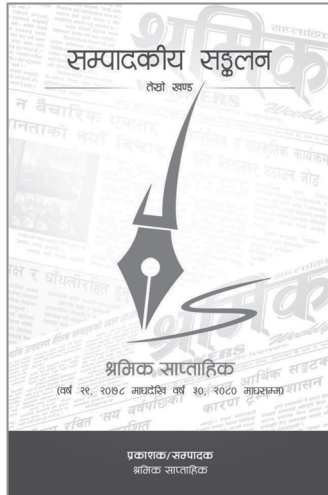 सम्पादकीय सङ्कलन
तेस्रो खण्ड
श्रमिक साप्ताहिक
(वर्ष २९, २०७८ माघदेखि वर्ष ३०, २०८० माघसम्म)
प्रकाशक/सम्पादक
श्रमिक साप्ताहिक